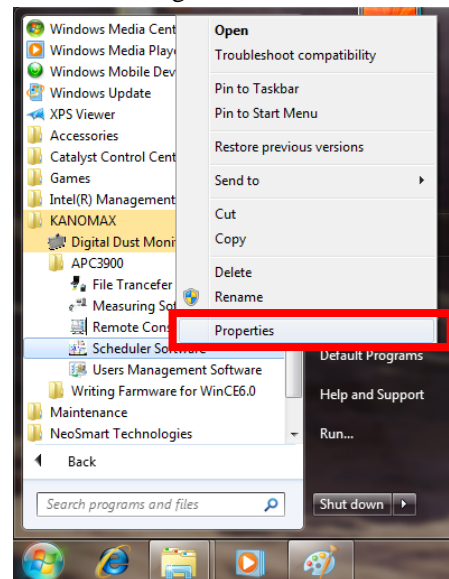 Windows Media Cent
Windows Media Playe
Windows Mobile Dev
Windows Update
XPS Viewer
Accessories
Catalyst Control Cent
Games
Intel(R) Management
KANOMAX
Digital Dust Moni
APC3900
File Trancefer
Measuring Sof
Remote Cons
Scheduler Software
Users Management Software
Writing Farmware for WinCE6.0
Maintenance
NeoSmart Technologies
Back
Search programs and files
Open
Troubleshoot compatibility
Pin to Taskbar
Pin to Start Menu
Restore previous versions
Send to
Cut
Copy
Delete
Rename
Properties
Default Programs
Help and Support
Run...
Shut down